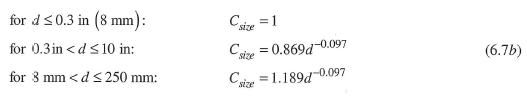 for d ≤ 0.3 in (8 mm): C_size = 1
for 0.3 in < d ≤ 10 in: C_size = 0.869d^-0.097 (6.7b)
for 8 mm < d ≤ 250 mm: C_size = 1.189d^-0.097